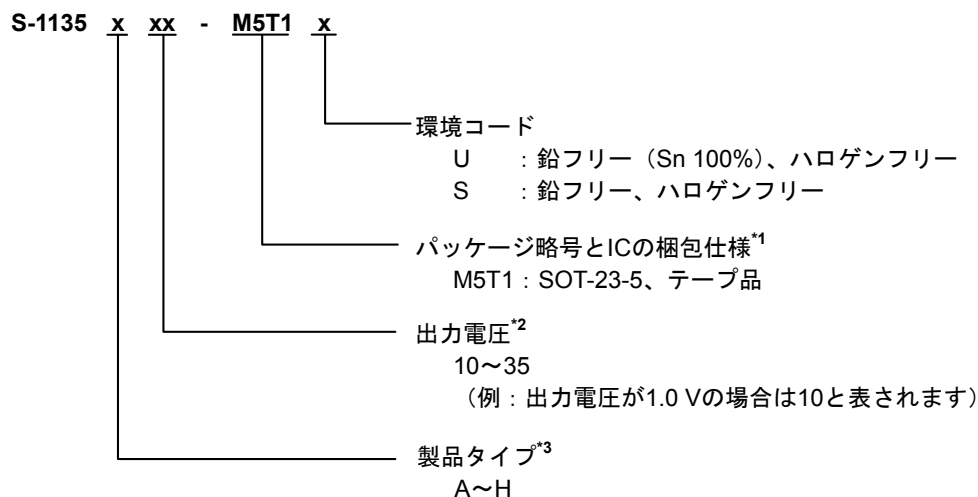 S-1135 x xx - M5T1 x
環境コード
U : 鉛フリー（Sn 100%）、ハロゲンフリー
S : 鉛フリー、ハロゲンフリー
パッケージ略号とICの梱包仕様*1
M5T1 : SOT-23-5、テープ品
出力電圧*2
10～35
（例 : 出力電圧が1.0 Vの場合は10と表されます）
製品タイプ*3
A～H